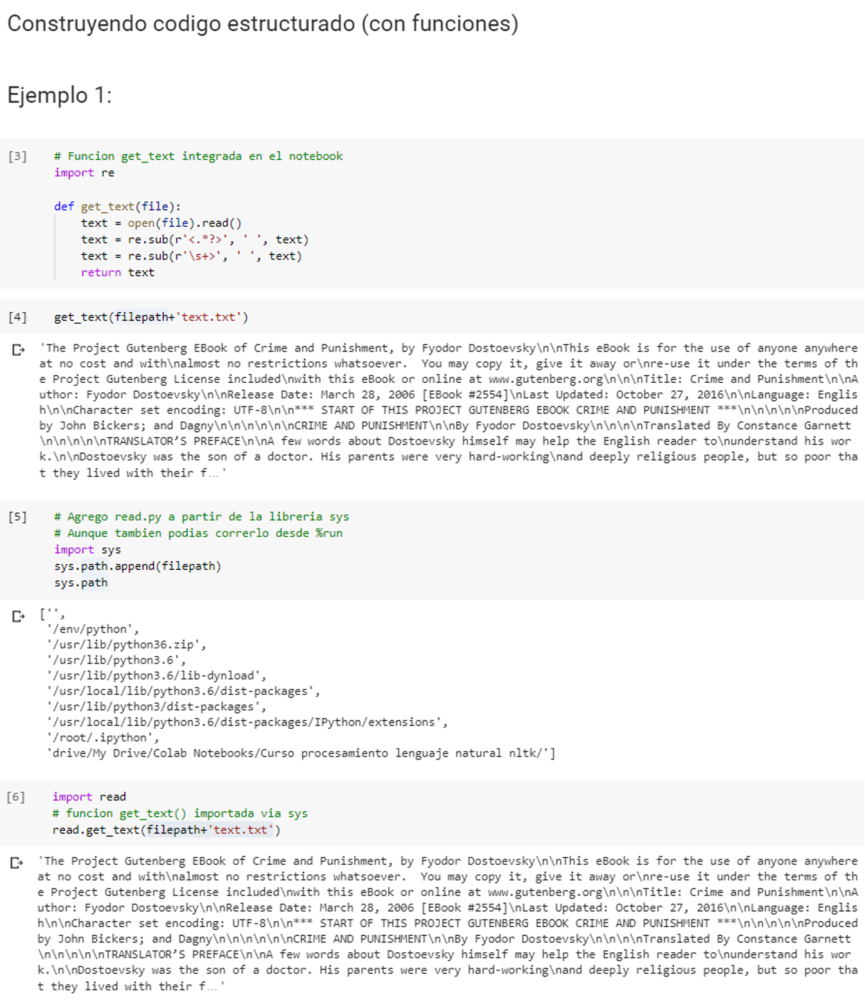 Construyendo codigo estructurado (con funciones)
Ejemplo 1:
[3] # Funcion get_text integrada en el notebook
import re
def get_text(file):
text = open(file).read()
text = re.sub(r'<.*?>', ' ', text)
text = re.sub(r'\s+>', ' ', text)
return text
[4] get_text(filepath+'text.txt')
'The Project Gutenberg EBook of Crime and Punishment, by Fyodor Dostoevsky\n\nThis eBook is for the use of anyone anywhere
at no cost and with\nalmost no restrictions whatsoever.  You may copy it, give it away or\nre-use it under the terms of th
e Project Gutenberg License included\nwith this eBook or online at www.gutenberg.org\n\n\nTitle: Crime and Punishment\n\nA
uthor: Fyodor Dostoevsky\n\nRelease Date: March 28, 2006 [EBook #2554]\nLast Updated: October 27, 2016\n\nLanguage: Englis
h\n\nCharacter set encoding: UTF-8\n\n*** START OF THIS PROJECT GUTENBERG EBOOK CRIME AND PUNISHMENT ***\n\n\n\n\nProduced
by John Bickers; and Dagny\n\n\n\n\n\nCRIME AND PUNISHMENT\n\nBy Fyodor Dostoevsky\n\n\n\nTranslated By Constance Garnett
\n\n\n\n\nTRANSLATOR’S PREFACE\n\nA few words about Dostoevsky himself may help the English reader to\nunderstand his wor
k.\n\nDostoevsky was the son of a doctor. His parents were very hard-working\nand deeply religious people, but so poor tha
t they lived with their f…'
[5] # Agrego read.py a partir de la libreria sys
# Aunque tambien podias correrlo desde %run
import sys
sys.path.append(filepath)
sys.path
['',
'/env/python',
'/usr/lib/python36.zip',
'/usr/lib/python3.6',
'/usr/lib/python3.6/lib-dynload',
'/usr/local/lib/python3.6/dist-packages',
'/usr/lib/python3/dist-packages',
'/usr/local/lib/python3.6/dist-packages/IPython/extensions',
'/root/.ipython',
'drive/My Drive/Colab Notebooks/Curso procesamiento lenguaje natural nltk/']
[6] import read
# funcion get_text() importada via sys
read.get_text(filepath+'text.txt')
'The Project Gutenberg EBook of Crime and Punishment, by Fyodor Dostoevsky\n\nThis eBook is for the use of anyone anywhere
at no cost and with\nalmost no restrictions whatsoever.  You may copy it, give it away or\nre-use it under the terms of th
e Project Gutenberg License included\nwith this eBook or online at www.gutenberg.org\n\n\nTitle: Crime and Punishment\n\nA
uthor: Fyodor Dostoevsky\n\nRelease Date: March 28, 2006 [EBook #2554]\nLast Updated: October 27, 2016\n\nLanguage: Englis
h\n\nCharacter set encoding: UTF-8\n\n*** START OF THIS PROJECT GUTENBERG EBOOK CRIME AND PUNISHMENT ***\n\n\n\n\nProduced
by John Bickers; and Dagny\n\n\n\n\n\nCRIME AND PUNISHMENT\n\nBy Fyodor Dostoevsky\n\n\n\nTranslated By Constance Garnett
\n\n\n\n\nTRANSLATOR’S PREFACE\n\nA few words about Dostoevsky himself may help the English reader to\nunderstand his wor
k.\n\nDostoevsky was the son of a doctor. His parents were very hard-working\nand deeply religious people, but so poor tha
t they lived with their f…'